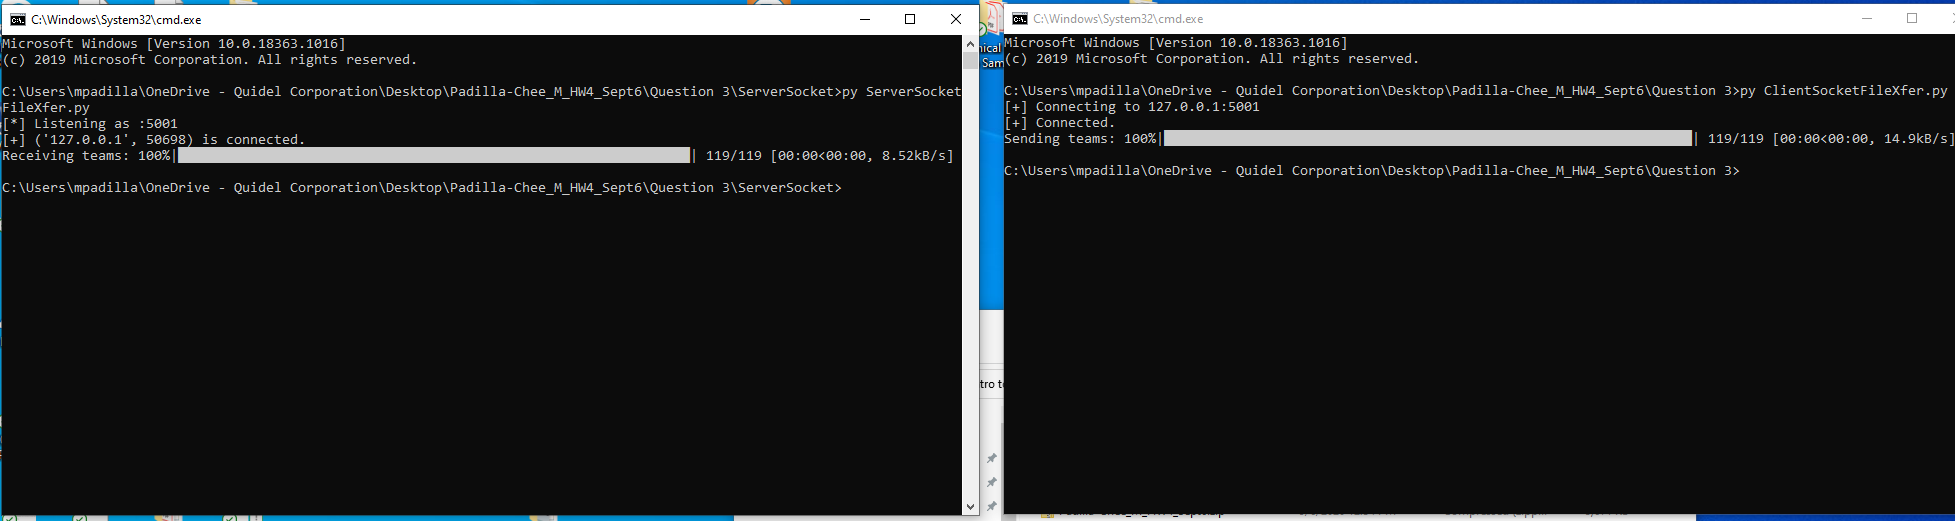 C:\Windows\System32\cmd.exe
Microsoft Windows [Version 10.0.18363.1016]
(c) 2019 Microsoft Corporation. All rights reserved.
C:\Users\mpadilla\OneDrive - Quidel Corporation\Desktop\Padilla-Chee_M_HW4_Sept6\Question 3\ServerSocket>py ServerSocket
FileXfer.py
[*] Listening as :5001
[+] ('127.0.0.1', 50698) is connected.
Receiving teams: 100%| | 119/119 [00:00<00:00, 8.52kB/s]
C:\Users\mpadilla\OneDrive - Quidel Corporation\Desktop\Padilla-Chee_M_HW4_Sept6\Question 3\ServerSocket>
nical
Sam
tro t
C:\Windows\System32\cmd.exe
Microsoft Windows [Version 10.0.18363.1016]
(c) 2019 Microsoft Corporation. All rights reserved.
C:\Users\mpadilla\OneDrive - Quidel Corporation\Desktop\Padilla-Chee_M_HW4_Sept6\Question 3>py ClientSocketFileXfer.py
[+] Connecting to 127.0.0.1:5001
[+] Connected.
Sending teams: 100%| | 119/119 [00:00<00:00, 14.9kB/s]
C:\Users\mpadilla\OneDrive - Quidel Corporation\Desktop\Padilla-Chee_M_HW4_Sept6\Question 3>